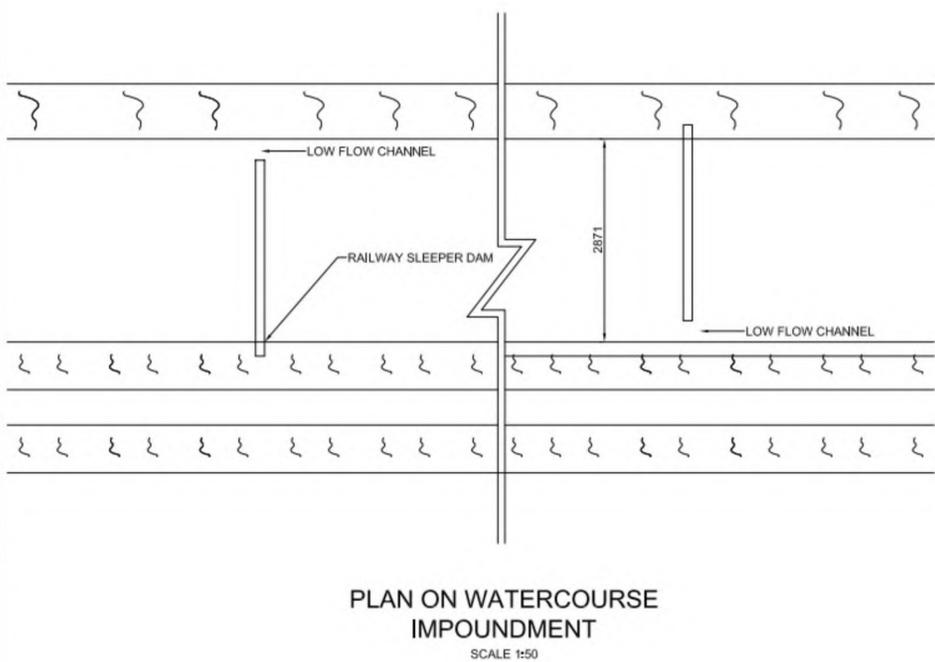 LOW FLOW CHANNEL
RAILWAY SLEEPER DAM
2871
LOW FLOW CHANNEL
PLAN ON WATERCOURSE
IMPOUNDMENT
SCALE 1:50